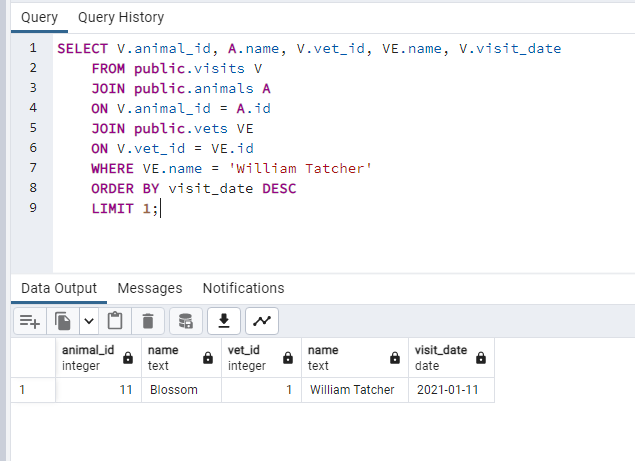 Query Query History
1 SELECT V.animal_id, A.name, V.vet_id, VE.name, V.visit_date
2 FROM public.visits V
3 JOIN public.animals A
4 ON V.animal_id = A.id
5 JOIN public.vets VE
6 ON V.vet_id = VE.id
7 WHERE VE.name = 'William Tatcher'
8 ORDER BY visit_date DESC
9 LIMIT 1;
Data Output Messages Notifications
animal_id name vet_id name visit_date
integer text integer text date
1 11 Blossom 1 William Tatcher 2021-01-11